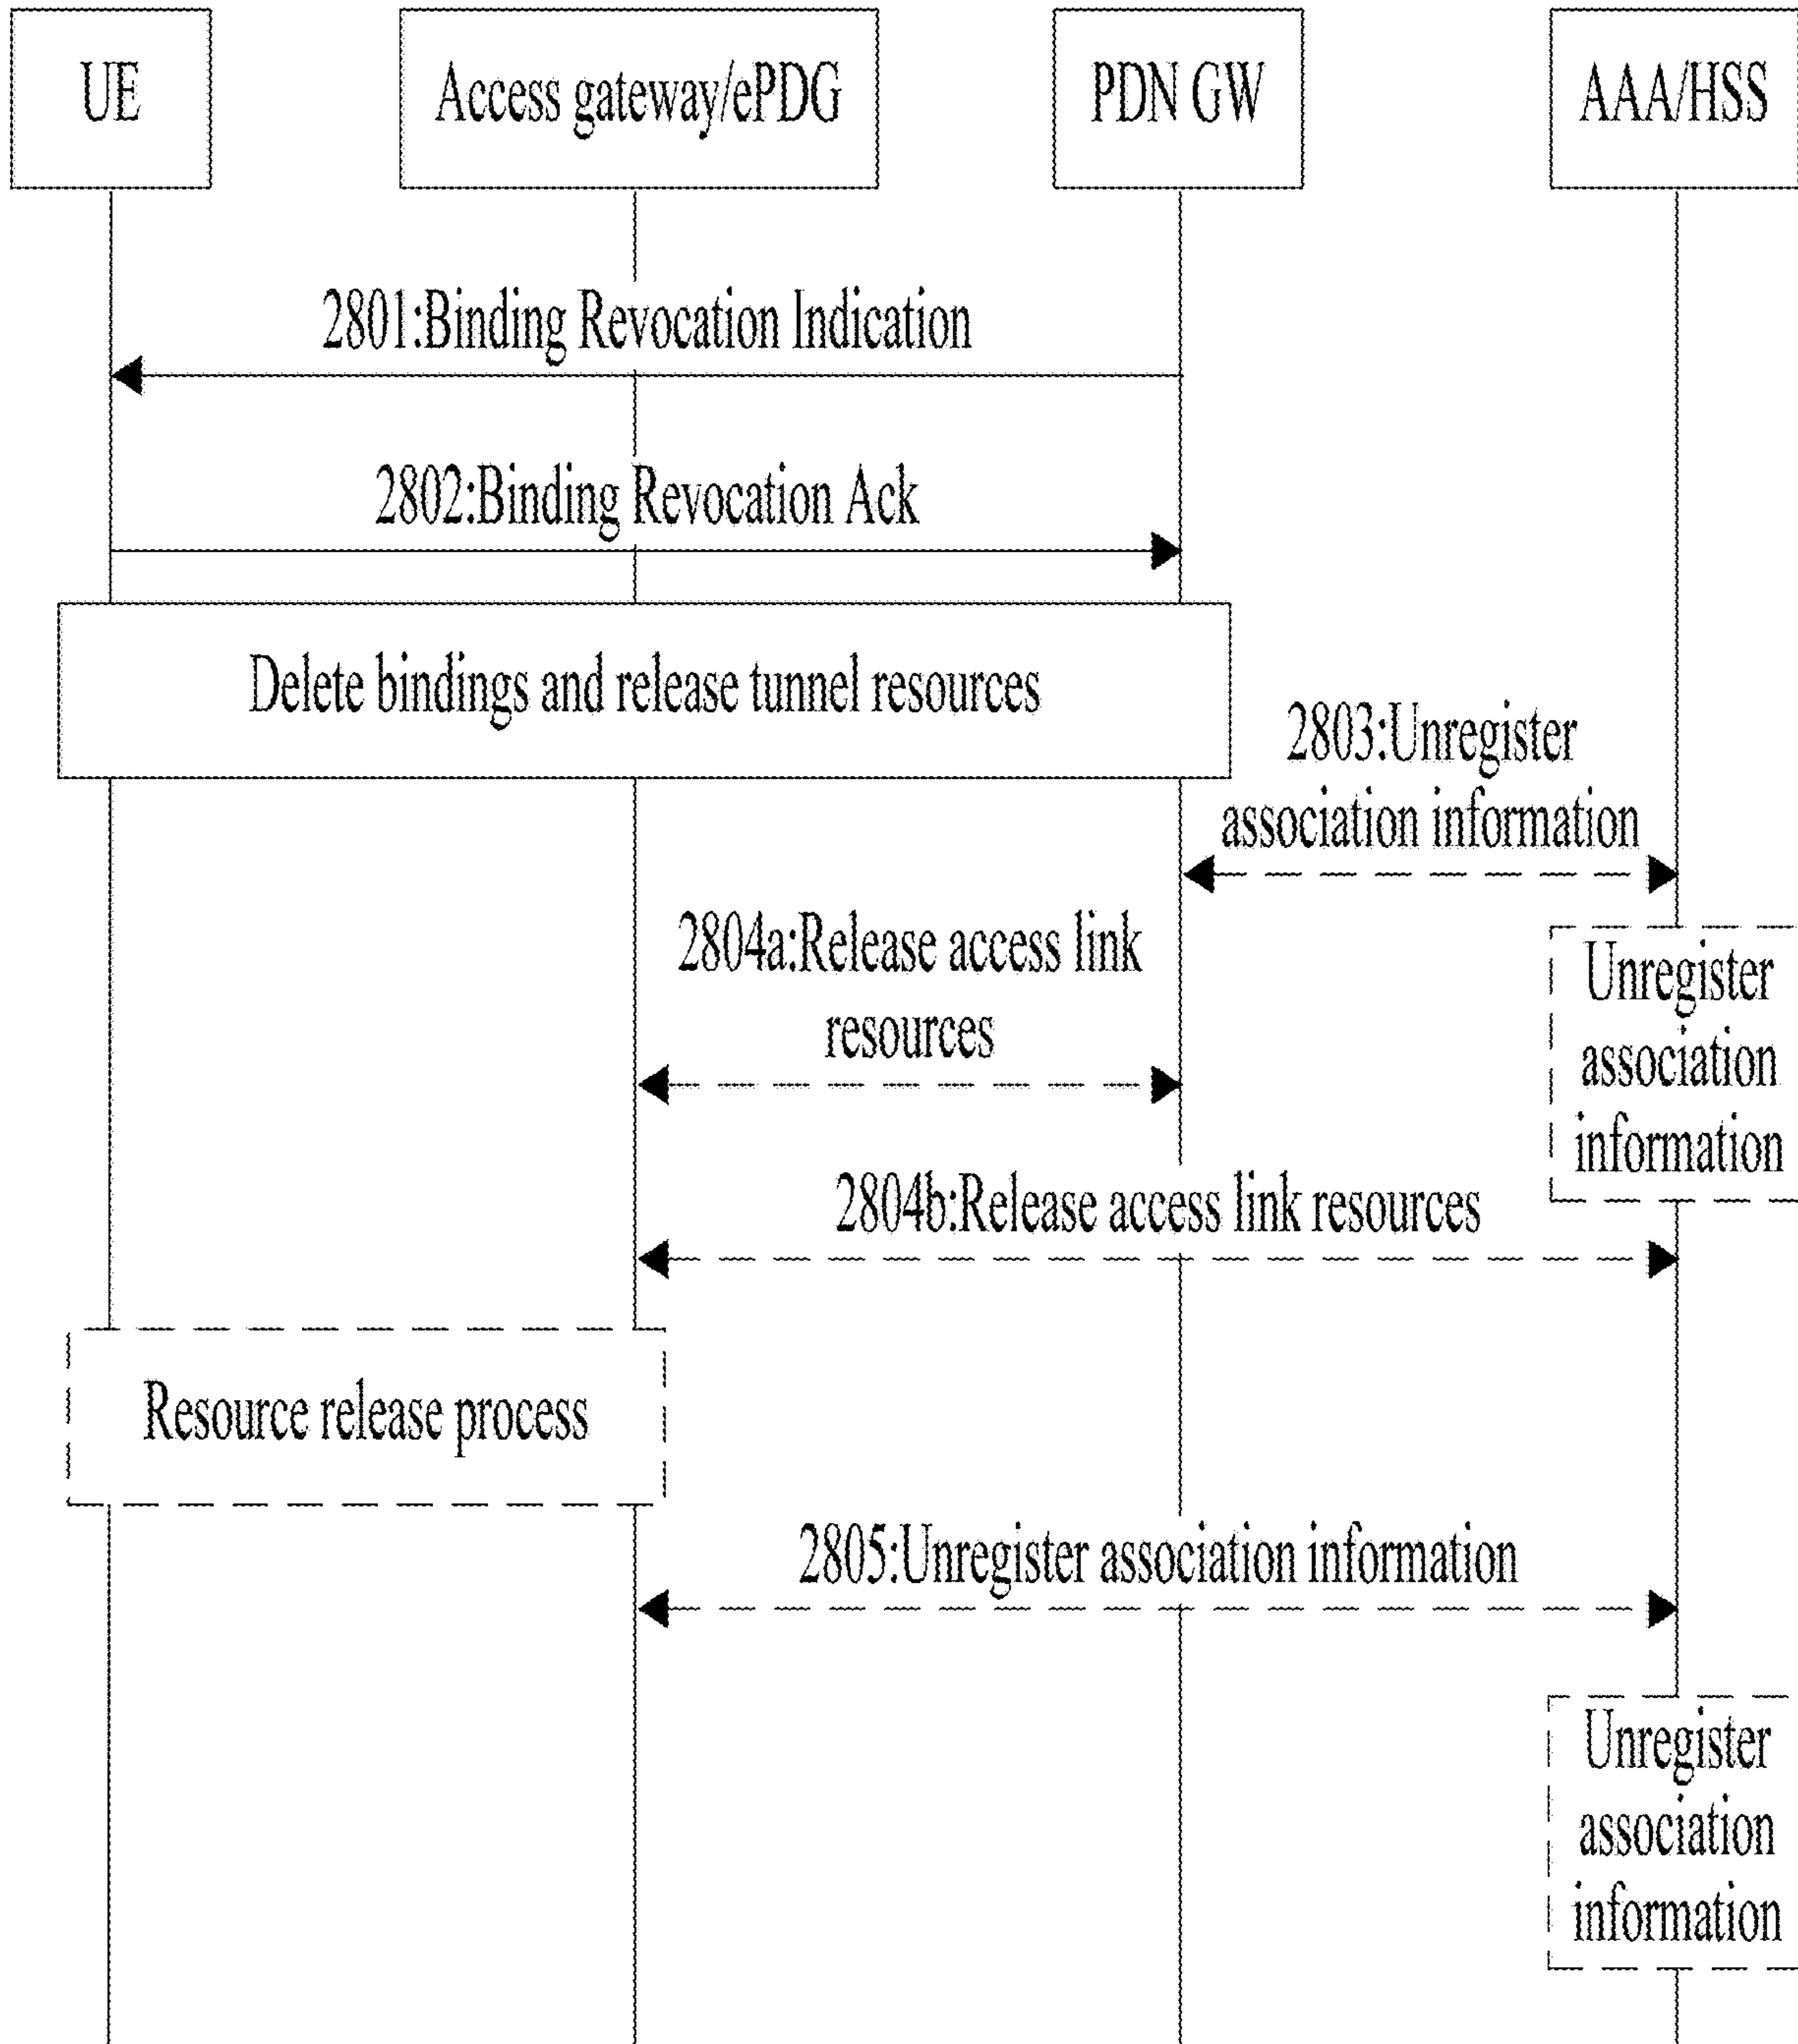 UE
Access gateway/ePDG
PDN GW
AAA/HSS
2801:Binding Revocation Indication
2802:Binding Revocation Ack
Delete bindings and release tunnel resources
2803:Unregister
association information
2804a:Release access link
resources
Unregister
association
information
2804b:Release access link resources
Resource release process
2805:Unregister association information
Unregister
association
information